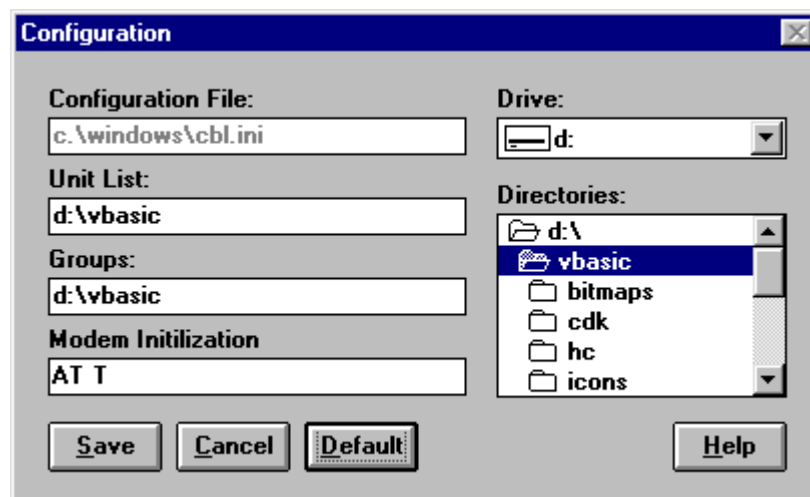 Configuration
Configuration File:
c.\windows\cbl.ini
Unit List:
d:\vbasic
Groups:
d:\vbasic
Modem Initilization
AT T
Drive:
d:
Directories:
d:\
vbasic
bitmaps
cdk
hc
icons
Save
Cancel
Default
Help